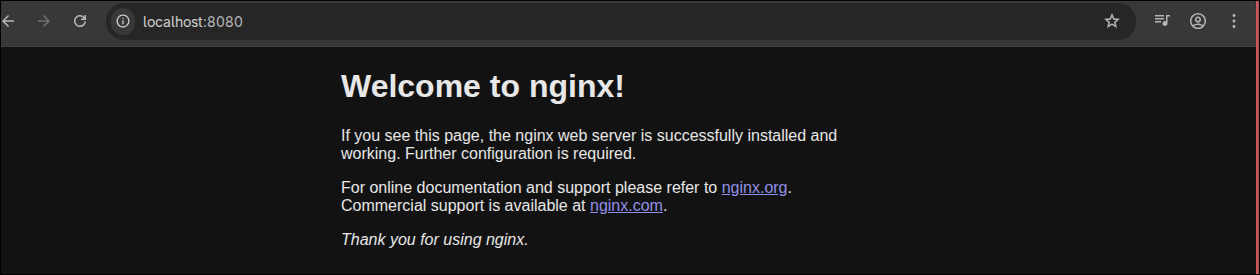 localhost:8080
Welcome to nginx!
If you see this page, the nginx web server is successfully installed and
working. Further configuration is required.
For online documentation and support please refer to nginx.org.
Commercial support is available at nginx.com.
Thank you for using nginx.